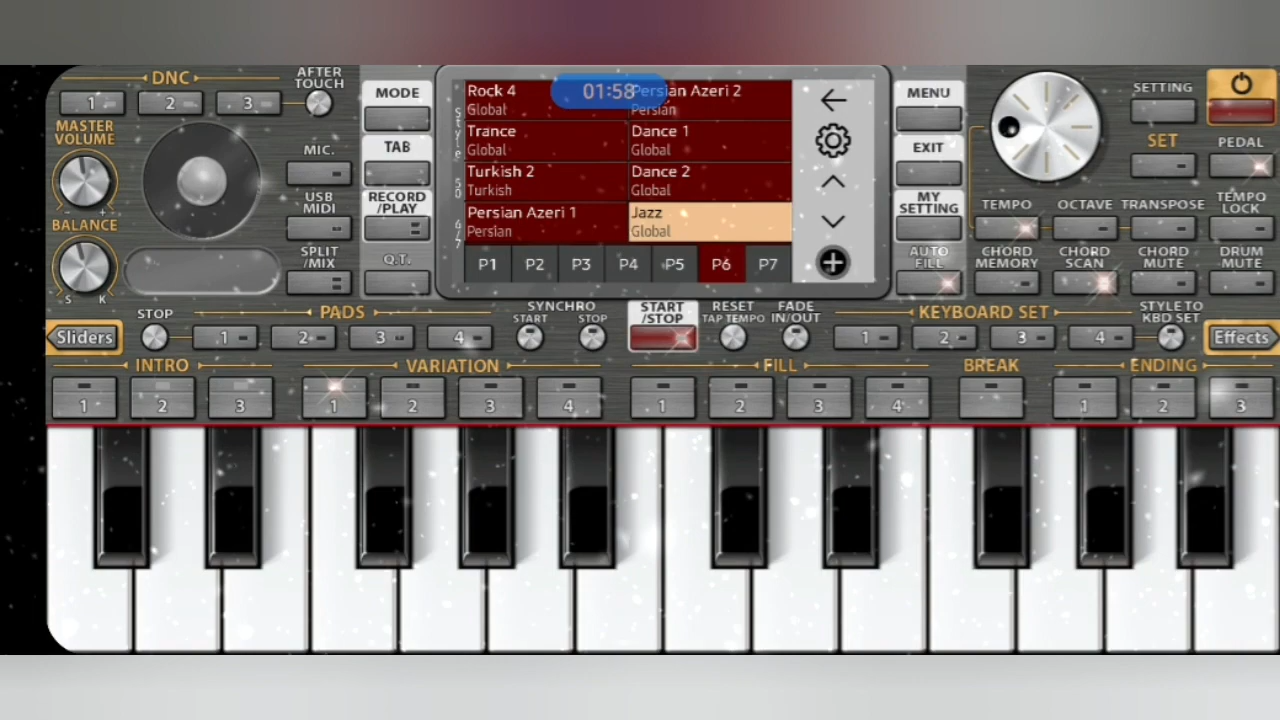 DNC
1 2 3
AFTER
TOUCH
MASTER
VOLUME
- +
BALANCE
S K
MIC.
USB
MIDI
SPLIT
/MIX
MODE
TAB
RECORD
/PLAY
Q.T.
01:58
Rock 4
Global
Persian Azeri 2
Persian
Trance
Global
Dance 1
Global
Turkish 2
Turkish
Dance 2
Global
Persian Azeri 1
Persian
Jazz
Global
P1 P2 P3 P4 P5 P6 P7
MENU
EXIT
MY
SETTING
AUTO
FILL
SETTING
SET
PEDAL
TEMPO OCTAVE TRANSPOSE TEMPO
LOCK
CHORD
MEMORY
CHORD
SCAN
CHORD
MUTE
DRUM
MUTE
Sliders
STOP
PADS
1 2 3 4
SYNCHRO
START STOP
START
/STOP
RESET
TAP TEMPO
FADE
IN/OUT
KEYBOARD SET
1 2 3 4
STYLE TO
KBD SET
Effects
INTRO VARIATION FILL BREAK ENDING
1 2 3 1 2 3 4 1 2 3 4 1 2 3